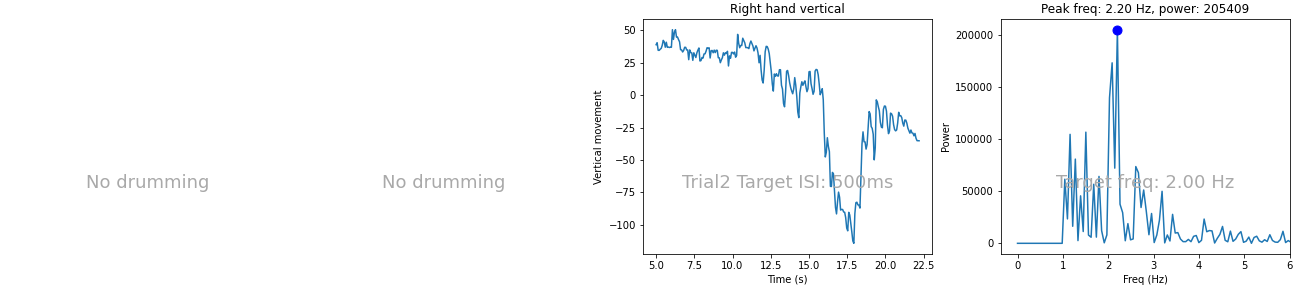 No drumming
No drumming
Right hand vertical
Vertical movement
50
25
0
−25
−50
−75
−100
Trial2 Target ISI: 500ms
5.0 7.5 10.0 12.5 15.0 17.5 20.0 22.5
Time (s)
Peak freq: 2.20 Hz, power: 205409
Power
200000
150000
100000
50000
0
Target freq: 2.00 Hz
0 1 2 3 4 5 6
Freq (Hz)